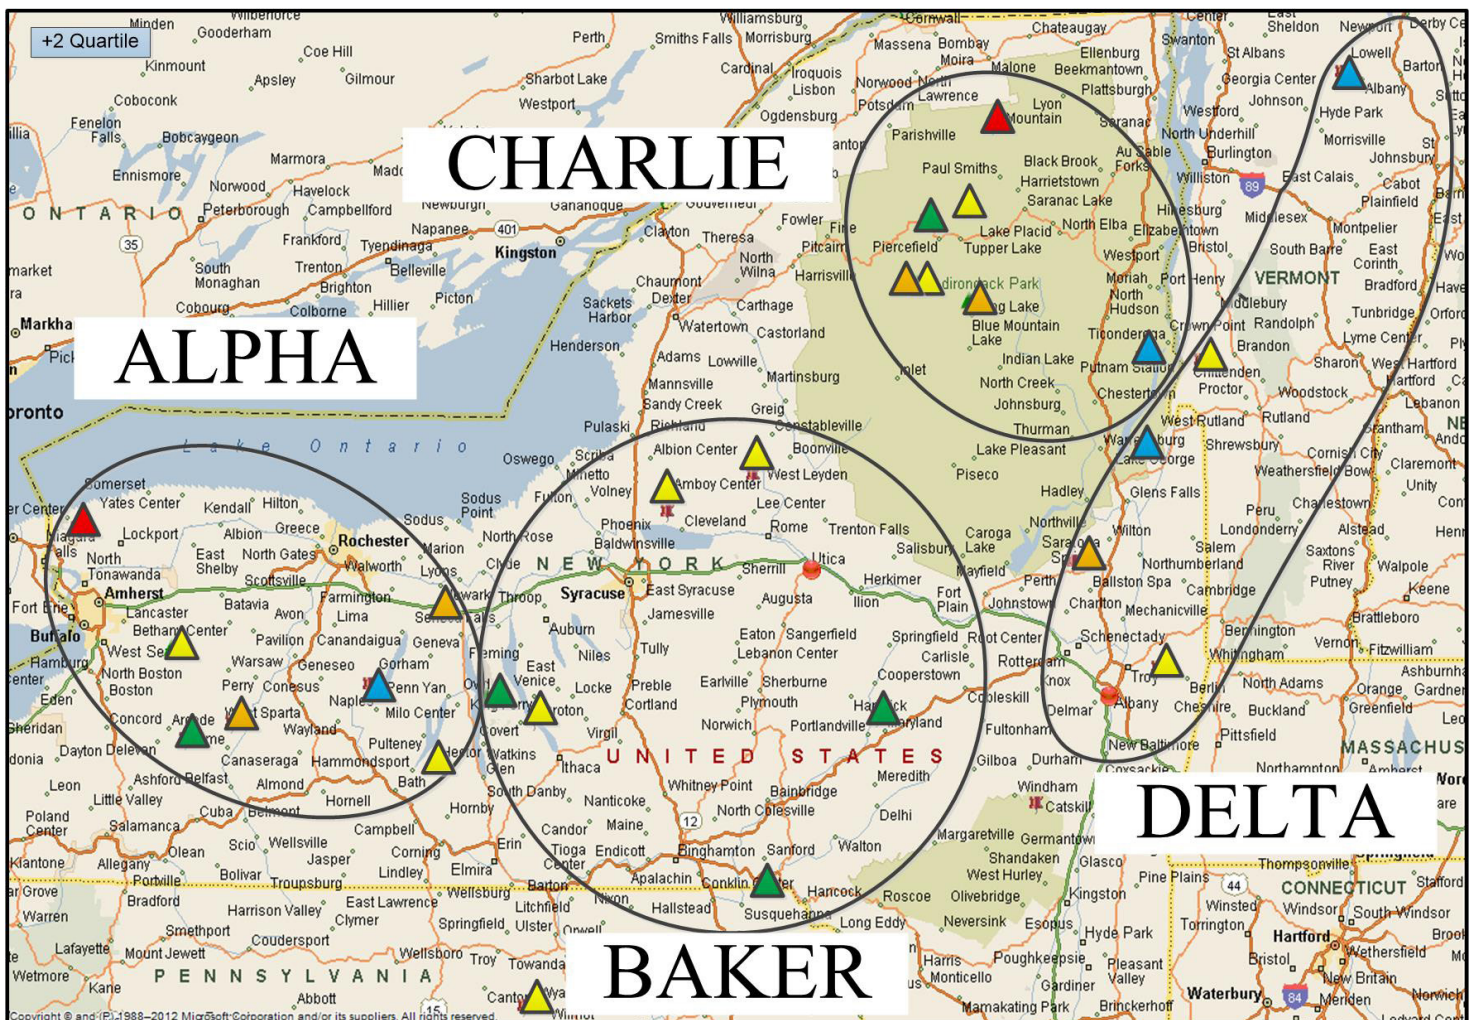 +2 Quartile
CHARLIE
ALPHA
BAKER
DELTA
Minden
Gooderham
Kinmount
Coe Hill
Apsley
Gilmour
Coboconk
Fenelon
Falls
Bobcaygeon
Ennismore
Norwood
Marmora
Havelock
ONTARIO
Peterborough
Campbellford
Perth
Smiths Falls
Morrisburg
Williamsburg
Cardinal
Iroquois
Lisbon
Ogdensburg
Sharbot Lake
Westport
35
401
Frankford
Tyendinaga
Napanee
Kingston
South
Monaghan
Trenton
Belleville
Brighton
Cobourg
Colborne
Hillier
Picton
Gananoque
Clayton
Theresa
North
Wilna
Chaumont
Dexter
Carthage
Sackets
Harbor
Watertown
Castorland
Henderson
Adams
Lowville
Mannsville
Martinsburg
Sandy Creek
Greig
Pulaski
Richland
Constableville
Massena
Bombay
Moira
Malone
Chateaugay
Ellenburg
Beekmantown
Plattsburgh
Norwood
North
Lawrence
Potsdam
Parishville
Lyon
Mountain
Saranac
Paul Smiths
Black Brook
Harrietstown
Saranac Lake
Au Sable
Forks
Lake Placid
North Elba
Tupper Lake
Elizabethtown
Fowler
Fine
Pitcairn
Piercefield
Harrisville
Westport
Moriah
Port Henry
North
Hudson
Blue Mountain
Lake
Ticonderoga
Crown Point
Indian Lake
Putnam Station
Inlet
North Creek
Chestertown
Johnsburg
Thurman
Lake Pleasant
Lake George
Piseco
Hadley
Glens Falls
Northville
Wilton
Caroga
Lake
Mayfield
Perth
Ballston Spa
Johnstown
Charlton
Mechanicville
Schenectady
Rotterdam
Knox
Troy
Albany
Delmar
New Baltimore
Coxsackie
Swanton
St Albans
Sheldon
Newport
Derby Ce
Lowell
Barton
Georgia Center
Albany
Johnson
Hyde Park
Westford
Morrisville
North Underhill
Burlington
St
Johnsbury
Williston
89
East Calais
Cabot
Plainfield
Hinesburg
Middlesex
Montpelier
Bristol
South Barre
East
Corinth
Bradford
VERMONT
Middlebury
Randolph
Tunbridge
Brandon
Lyme Center
Sharon
West Hartford
Hartford
Chittenden
Proctor
Woodstock
Lebanon
West Rutland
Rutland
Shrewsbury
Cornish City
Claremont
Weathersfield Bow
Unity
Charlestown
Peru
Londonderry
Alstead
Salem
Northumberland
Saxtons
River
Putney
Walpole
Keene
Cambridge
Bennington
Brattleboro
Vernon
Fitzwilliam
Whitingham
Berlin
Cheshire
North Adams
Orange
Greenfield
Buckland
Pittsfield
MASSACHUS
Northampton
Amherst
Lake Ontario
Somerset
Yates Center
Kendall
Hilton
Lockport
Albion
Greece
Rochester
North
Tonawanda
East
Shelby
North Gates
Scottsville
Walworth
Marion
Sodus
Sodus
Point
North Rose
Lyons
Clyde
Amherst
Fort Erie
Buffalo
Lancaster
Batavia
Avon
Lima
Farmington
Pavilion
Canandaigua
Geneva
Hamburg
North Boston
Boston
Warsaw
Geneseo
Gorham
Perry
Conesus
Penn Yan
Naples
Milo Center
Eden
Concord
Wayland
Pulteney
Dayton
Delevan
Canaseraga
Hammondsport
Bath
Leon
Ashford
Belfast
Almond
Hornell
Little Valley
Cuba
Belmont
Poland
Center
Salamanca
Campbell
Hornby
Oswego
Scriba
Minetto
Albion Center
Boonville
Fulton
Volney
Amboy Center
West Leyden
Lee Center
Phoenix
Cleveland
Rome
Trenton Falls
Baldwinsville
NEW YORK
Salisbury
Sherrill
Utica
Herkimer
Syracuse
East Syracuse
Throop
Augusta
Ilion
Fort
Plain
Jamesville
Auburn
Eaton
Sangerfield
Springfield
Root Center
Fleming
Niles
Tully
Lebanon Center
Carlisle
East
Venice
Cooperstown
Locke
Preble
Earlville
Sherburne
Cobleskill
Cortland
Plymouth
Groton
Norwich
Portlandville
Maryland
Fultonham
Covert
Virgil
UNITED STATES
Watkins
Glen
Ithaca
Gilboa
Durham
Meredith
Whitney Point
Bainbridge
Windham
Catskill
South Danby
Nanticoke
North Colesville
Maine
Delhi
12
Candor
Tioga
Center
Endicott
Binghamton
Sanford
Walton
Margaretville
Germantown
Shandaken
West Hurley
Apalachin
Conklin Center
Hancock
Roscoe
Olivebridge
Kingston
Barton
Nixon
Hallstead
Susquehanna
Long Eddy
Neversink
Esopus
Hyde Park
Kiantone
Allegany
Olean
Scio
Wellsville
Jasper
Corning
Erin
Elmira
Portville
Bolivar
Troupsburg
Lindley
Wellsburg
Bradford
Harrison Valley
East Lawrence
Litchfield
Warren
Clymer
Springfield
Ulster
Smethport
Coudersport
Lafayette
Mount Jewett
Wellsboro
Troy
Towanda
Wetmore
PENNSYLVANIA
Kane
Abbott
15
Canton
Harris
Monticello
Poughkeepsie
Pleasant
Valley
Gardiner
Mamakating Park
Brinckerhoff
Glasco
Pine Plains
Thompsonville
44
CONNECTICUT
Stafford
Winsted
Windsor
South Windsor
Torrington
Hartford
Wethersfield
Bristol
New Britain
Waterbury
84
Meriden
Norwich
Copyright © and (P) 1988–2012 Microsoft Corporation and/or its suppliers. All rights reserved.